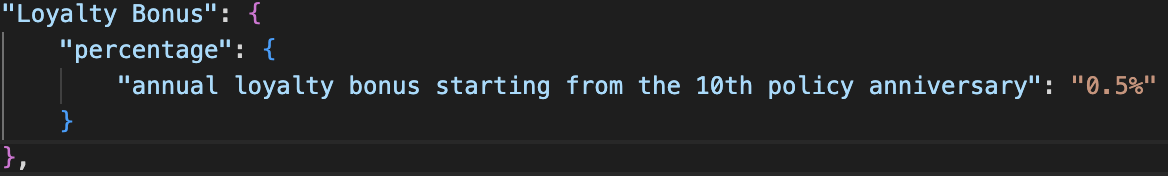 "Loyalty Bonus": {
"percentage": {
"annual loyalty bonus starting from the 10th policy anniversary": "0.5%"
}
},